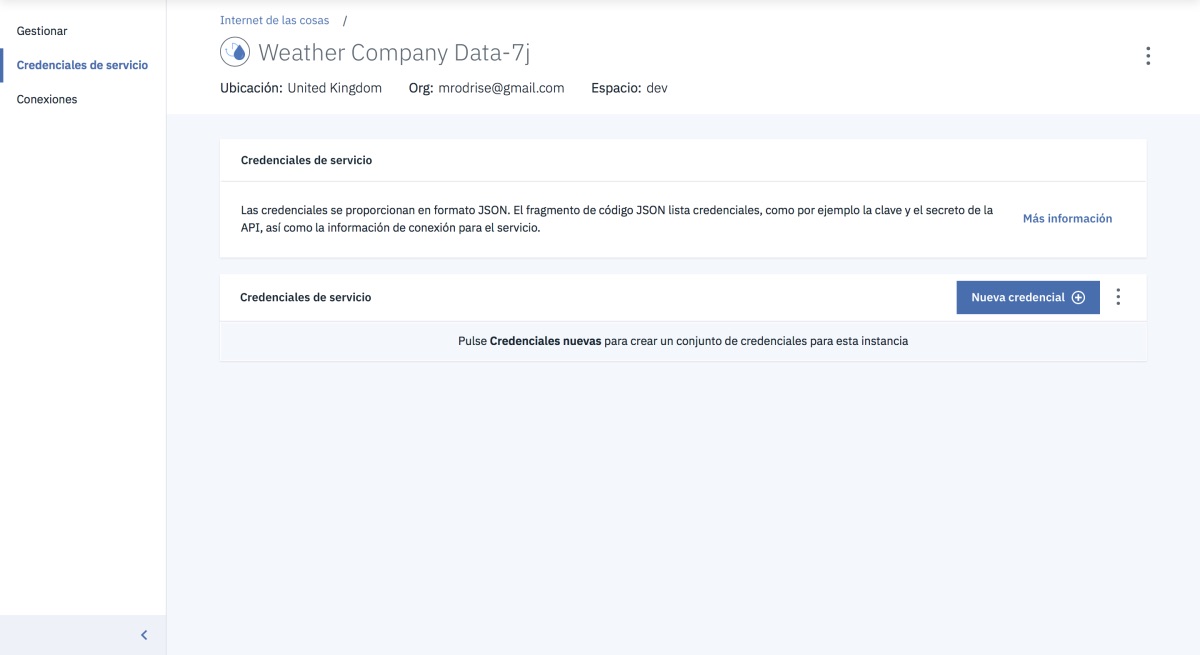 Gestionar
Credenciales de servicio
Conexiones
Internet de las cosas /
Weather Company Data-7j
Ubicación: United Kingdom Org: mrodrise@gmail.com Espacio: dev
Credenciales de servicio
Las credenciales se proporcionan en formato JSON. El fragmento de código JSON lista credenciales, como por ejemplo la clave y el secreto de la
API, así como la información de conexión para el servicio.
Más información
Credenciales de servicio
Nueva credencial
Pulse Credenciales nuevas para crear un conjunto de credenciales para esta instancia